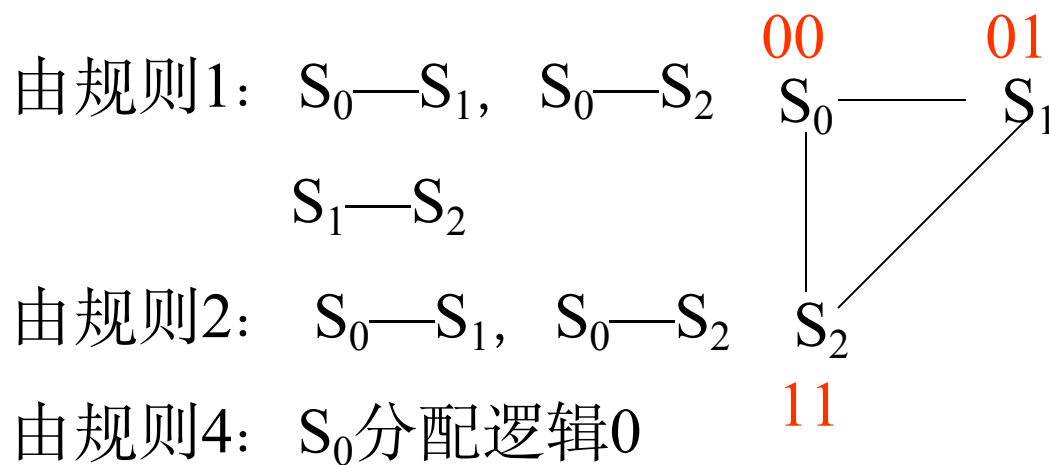 由规则1： S₀—S₁, S₀—S₂
S₁—S₂
由规则2： S₀—S₁, S₀—S₂
由规则4： S₀分配逻辑0
00 01
S₀ S₁
S₂
11